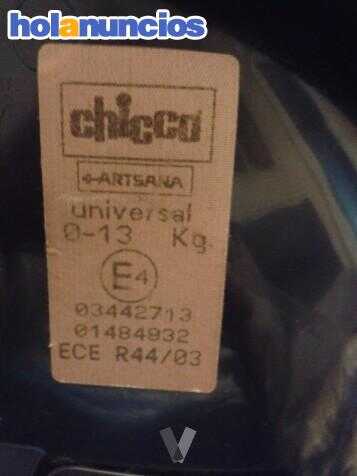 holanuncios
chicco
ARTSANA
universal
0-13 Kg
E4
03442713
01484932
ECE R44/03